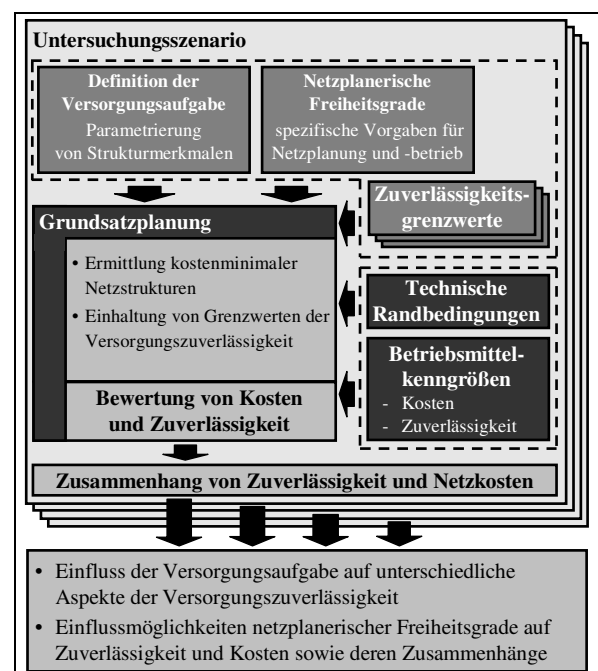 Untersuchungsszenario
Definition der
Versorgungsaufgabe
Parametrierung
von Strukturmerkmalen
Netzplanerische
Freiheitsgrade
spezifische Vorgaben für
Netzplanung und -betrieb
Zuverlässigkeits-
grenzwerte
Grundsatzplanung
• Ermittlung kostenminimaler
Netzstrukturen
• Einhaltung von Grenzwerten der
Versorgungszuverlässigkeit
Technische
Randbedingungen
Betriebsmittel-
kenngrößen
- Kosten
- Zuverlässigkeit
Bewertung von Kosten
und Zuverlässigkeit
Zusammenhang von Zuverlässigkeit und Netzkosten
• Einfluss der Versorgungsaufgabe auf unterschiedliche
Aspekte der Versorgungszuverlässigkeit
• Einflussmöglichkeiten netzplanerischer Freiheitsgrade auf
Zuverlässigkeit und Kosten sowie deren Zusammenhänge